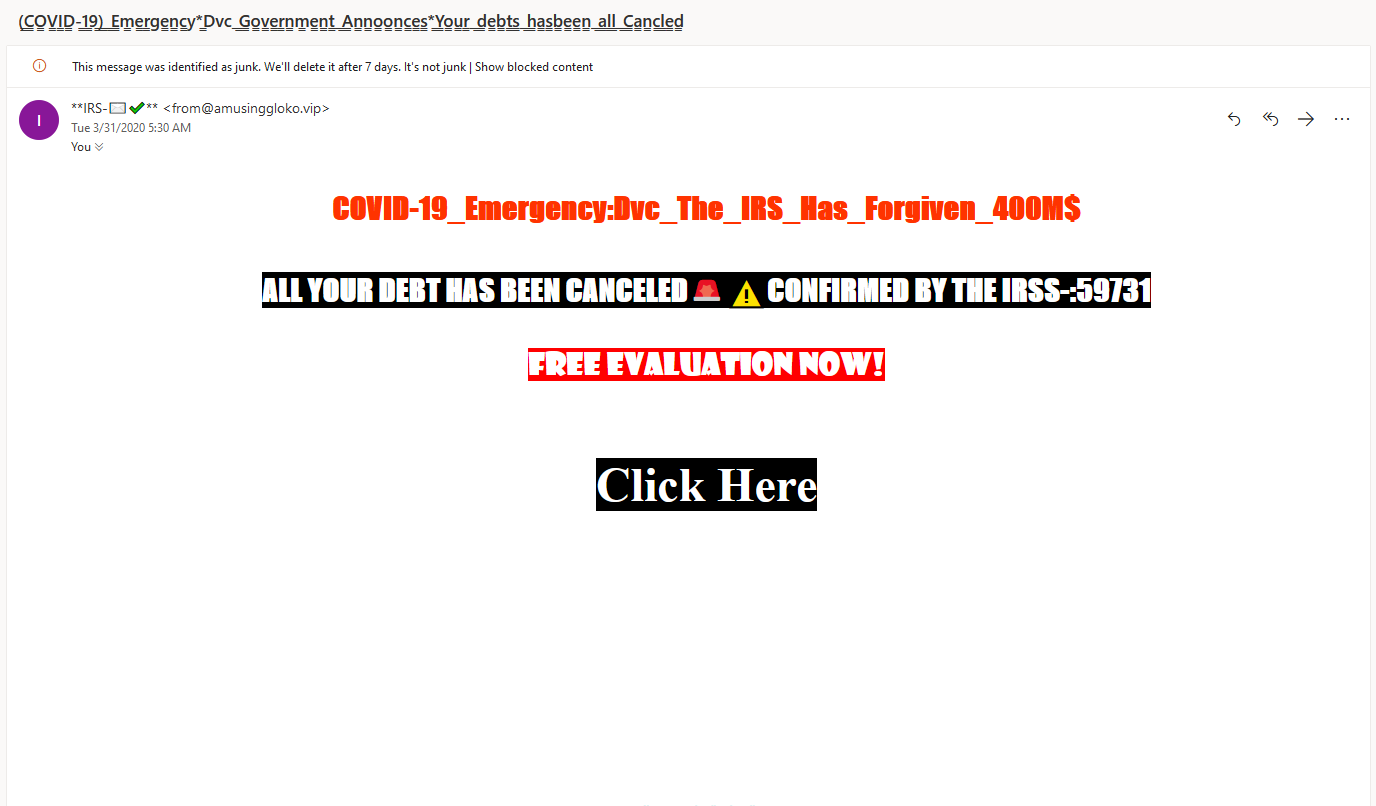 (COVID-19)_Emergency*Dvc_Government_Annoonces*Your_debts_hasbeen_all_Cancled
This message was identified as junk. We'll delete it after 7 days. It's not junk | Show blocked content
I
**IRS-✉️✔** <from@amusinggloko.vip>
Tue 3/31/2020 5:30 AM
You
COVID-19_Emergency:Dvc_The_IRS_Has_Forgiven_400M$
ALL YOUR DEBT HAS BEEN CANCELED 🚨 ⚠️ CONFIRMED BY THE IRSS-:59731
FREE EVALUATION NOW!
Click Here